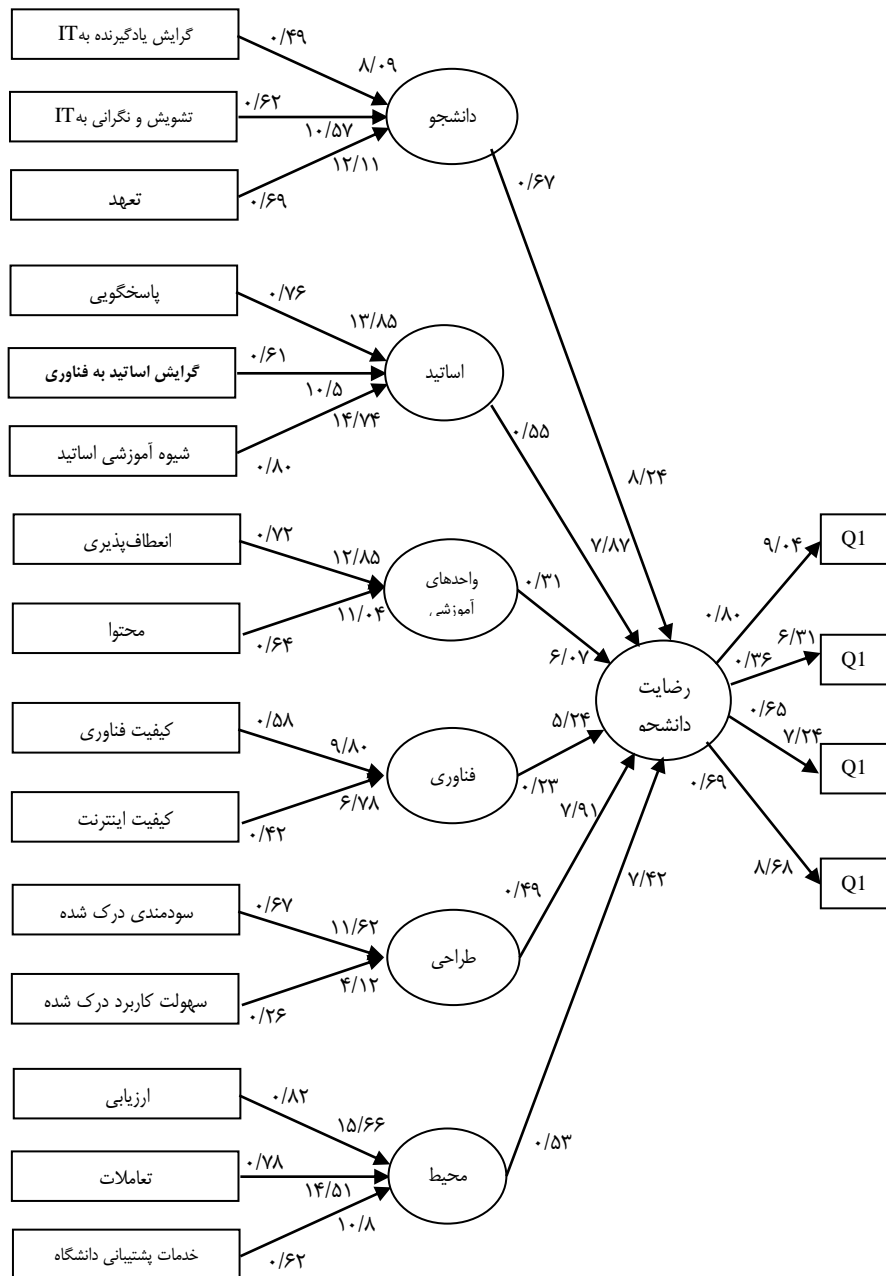 گرایش یادگیرنده به IT
۰/۴۹
۸/۰۹
تشویش و نگرانی به IT
۰/۶۲
۱۰/۵۷
دانشجو
تعهد
۰/۶۹
۱۲/۱۱
۰/۶۷
۸/۲۴
پاسخگویی
۰/۷۶
۱۳/۸۵
گرایش اساتید به فناوری
۰/۶۱
۱۰/۵
اساتید
شیوه آموزشی اساتید
۰/۸۰
۱۴/۷۴
۰/۵۵
۷/۸۷
انعطاف‌پذیری
۰/۷۲
۱۲/۸۵
واحدهای
آموزشی
محتوا
۰/۶۴
۱۱/۰۴
۰/۳۱
۶/۰۷
کیفیت فناوری
۰/۵۸
۹/۸۰
فناوری
کیفیت اینترنت
۰/۴۲
۶/۷۸
۵/۲۴
۰/۲۳
سودمندی درک شده
۰/۶۷
۱۱/۶۲
طراحی
سهولت کاربرد درک شده
۰/۲۶
۴/۱۲
۷/۹۱
۰/۴۹
ارزیابی
۰/۸۲
۱۵/۶۶
تعاملات
۰/۷۸
۱۴/۵۱
محیط
خدمات پشتیبانی دانشگاه
۰/۶۲
۱۰/۸
۷/۴۲
۰/۵۳
رضایت
دانشجو
۹/۰۴
۰/۸۰
Q1
۶/۳۱
۰/۳۶
Q1
۰/۶۵
۷/۲۴
Q1
۰/۶۹
۸/۶۸
Q1